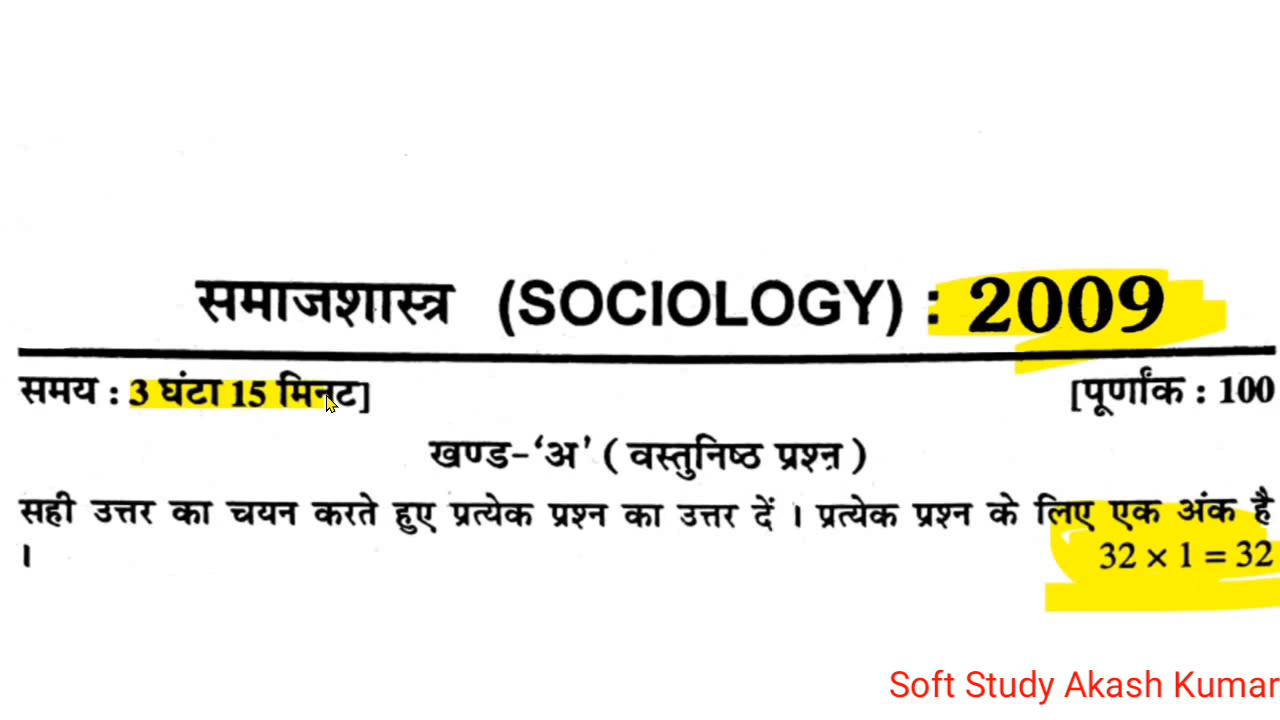 समाजशास्त्र (SOCIOLOGY) : 2009
समय : 3 घंटा 15 मिनट] [पूर्णांक : 100
खण्ड-‘अ’ ( वस्तुनिष्ठ प्रश्न )
सही उत्तर का चयन करते हुए प्रत्येक प्रश्न का उत्तर दें । प्रत्येक प्रश्न के लिए एक अंक है
। 32 × 1 = 32
Soft Study Akash Kumar